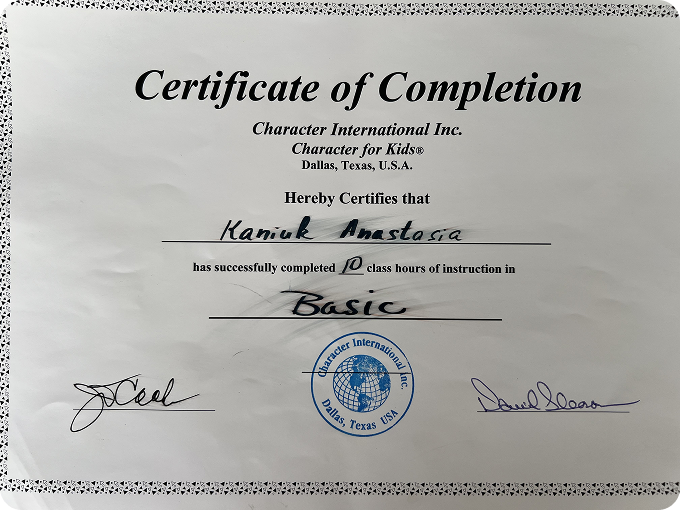 Certificate of Completion
Character International Inc.
Character for Kids®
Dallas, Texas, U.S.A.
Hereby Certifies that
Kaniuk Anastasia
has successfully completed 10 class hours of instruction in
Basic
Character International Inc.
Dallas, Texas USA